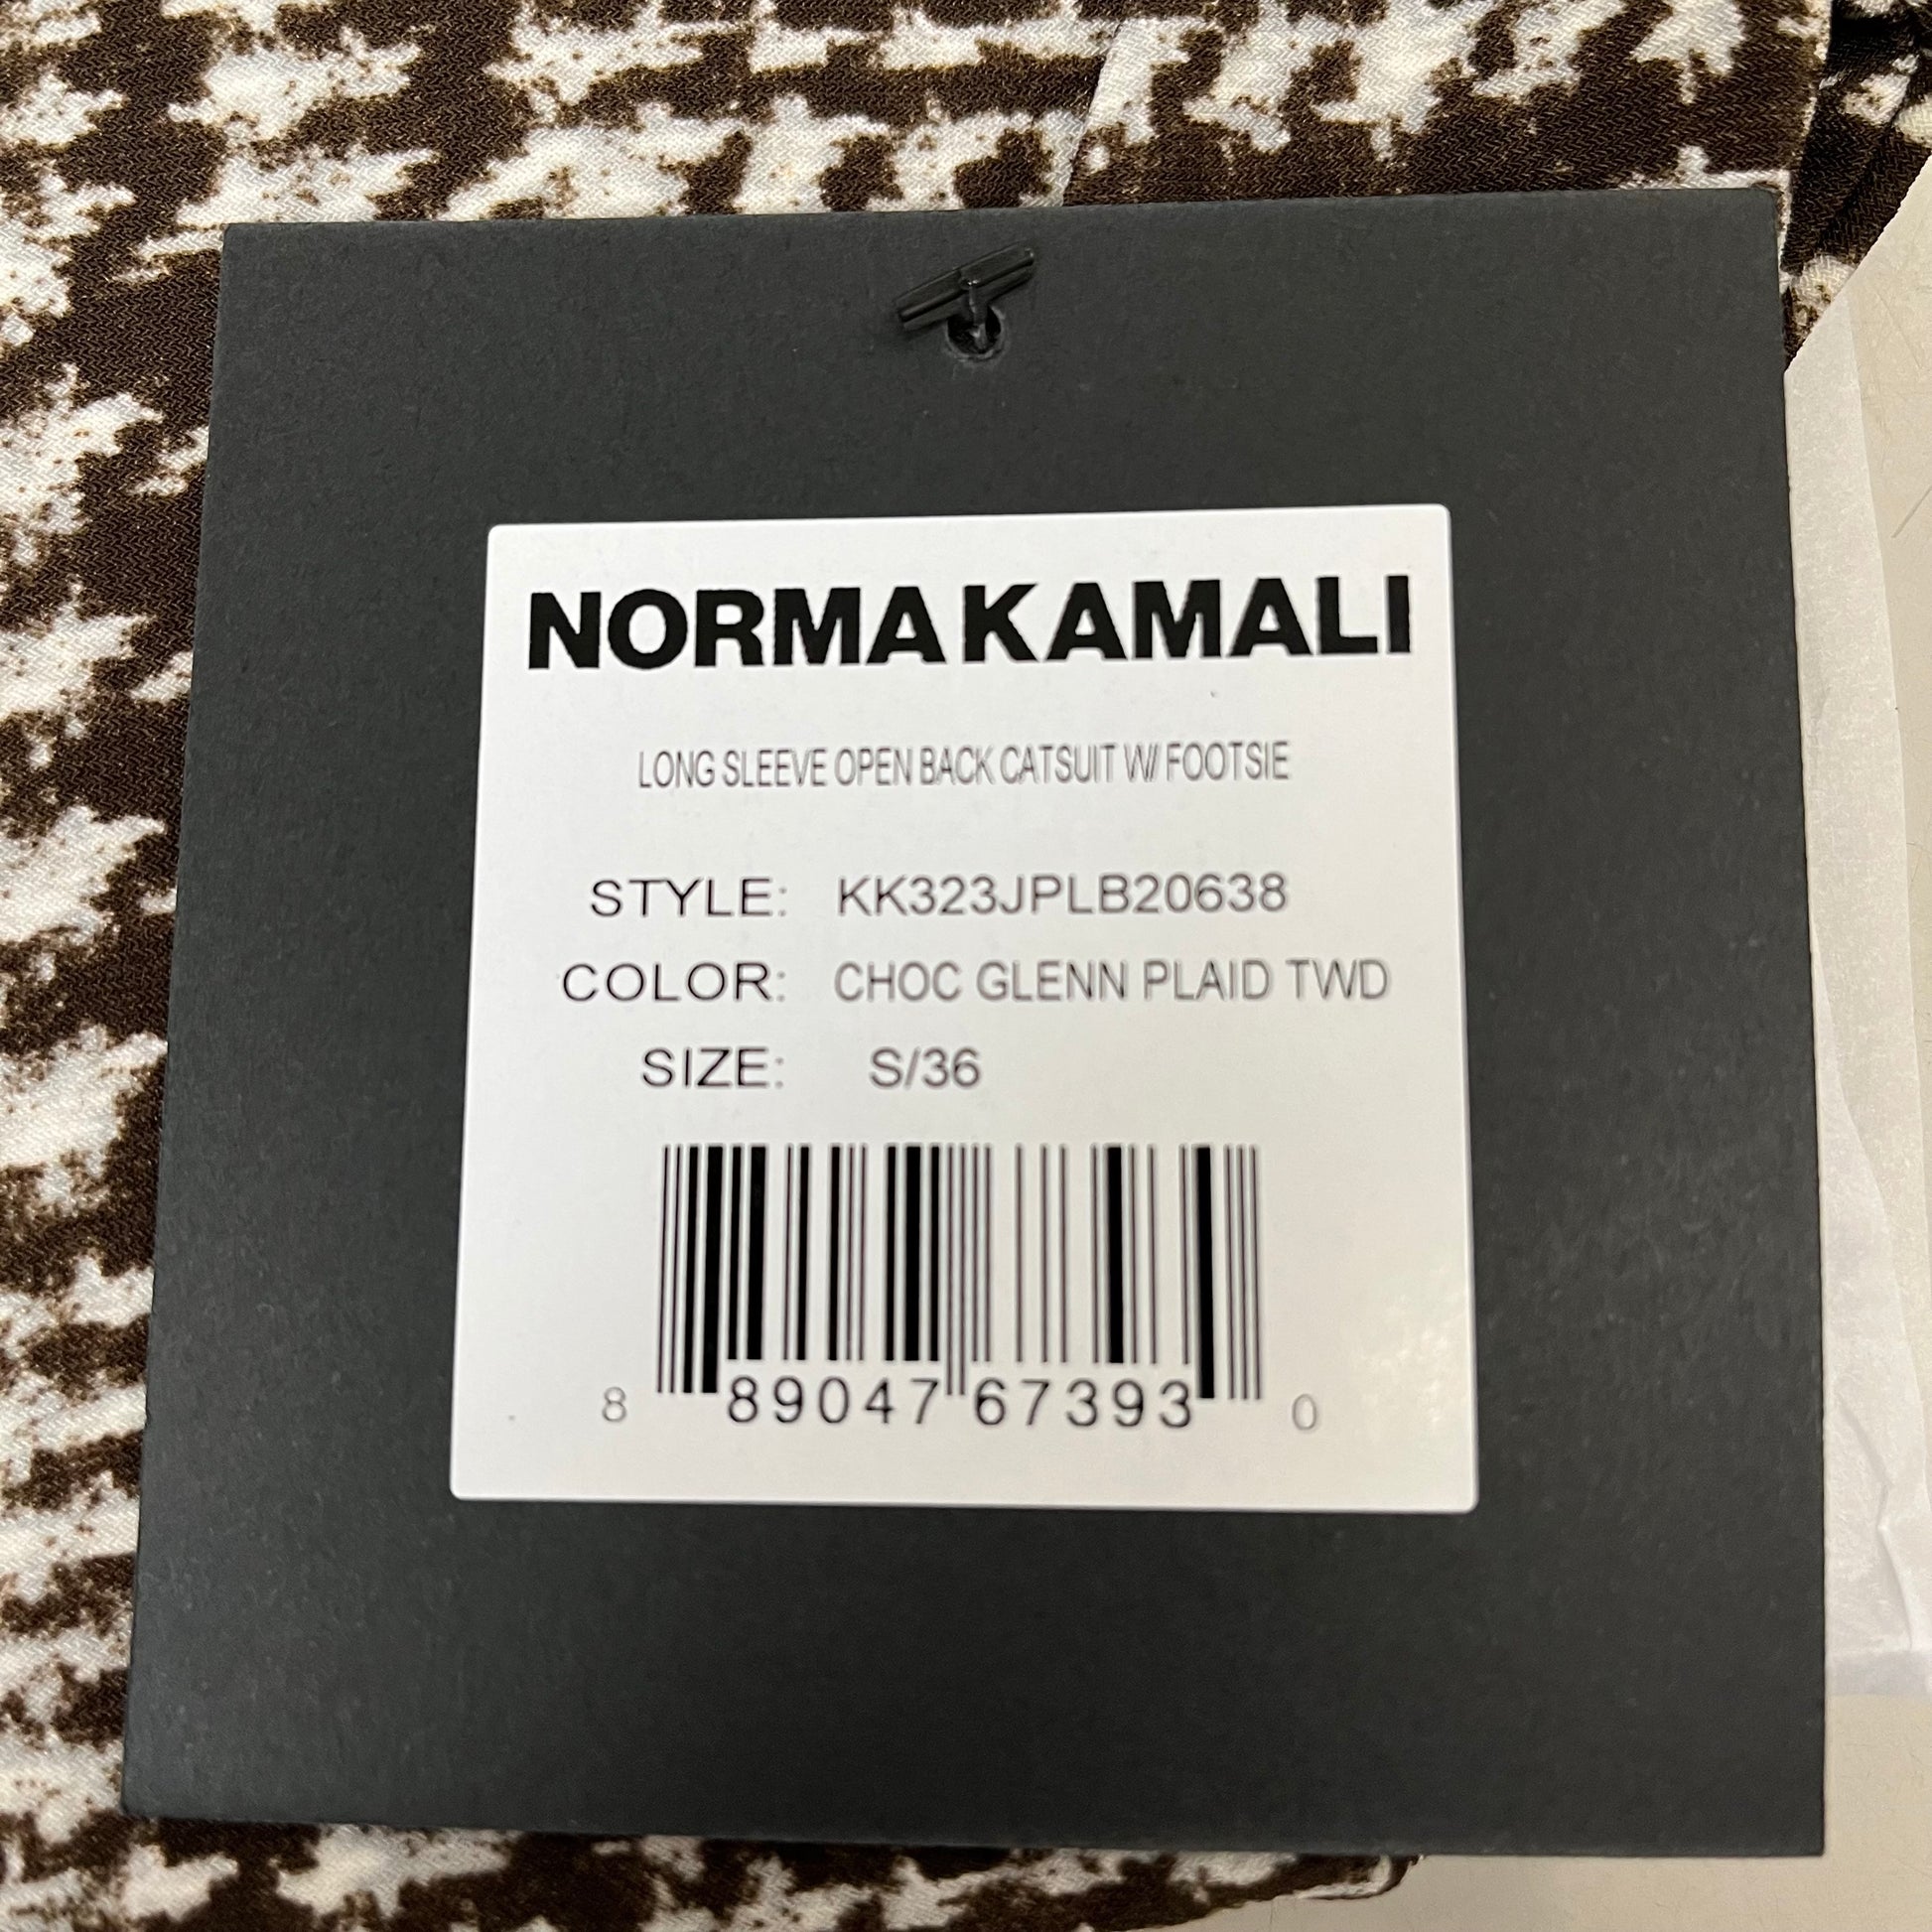 NORMA KAMALI
LONG SLEEVE OPEN BACK CATSUIT W/ FOOTSIE
STYLE: KK323JPLB20638
COLOR: CHOC GLENN PLAID TWD
SIZE: S/36
8 89047 67393 0